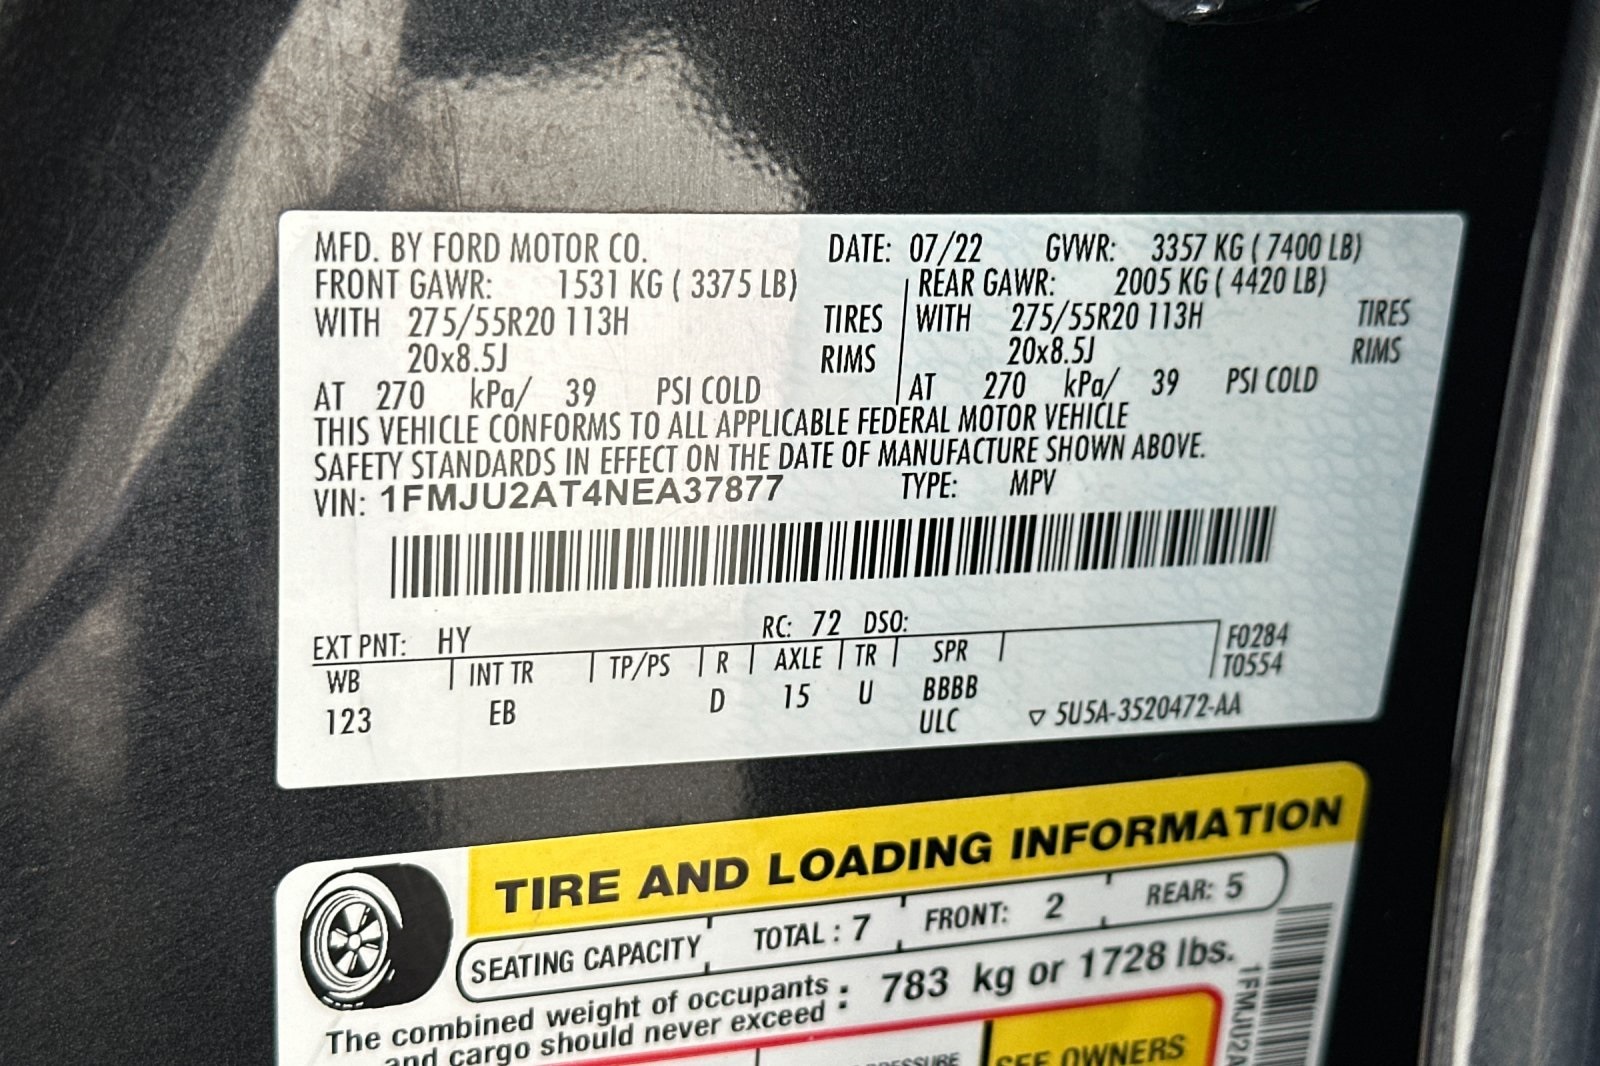 MFD. BY FORD MOTOR CO. DATE: 07/22 GVWR: 3357 KG ( 7400 LB)
FRONT GAWR: 1531 KG ( 3375 LB) REAR GAWR: 2005 KG ( 4420 LB)
WITH 275/55R20 113H TIRES WITH 275/55R20 113H TIRES
20x8.5J RIMS 20x8.5J RIMS
AT 270 kPa/ 39 PSI COLD AT 270 kPa/ 39 PSI COLD
THIS VEHICLE CONFORMS TO ALL APPLICABLE FEDERAL MOTOR VEHICLE
SAFETY STANDARDS IN EFFECT ON THE DATE OF MANUFACTURE SHOWN ABOVE.
VIN: 1FMJU2AT4NEA37877 TYPE: MPV
EXT PNT: HY RC: 72 DSO:
WB INT TR TP/PS R AXLE TR SPR F0284
123 EB D 15 U BBBB T0554
ULC ▽ 5U5A-3520472-AA
TIRE AND LOADING INFORMATION
SEATING CAPACITY TOTAL : 7 FRONT: 2 REAR: 5
The combined weight of occupants
and cargo should never exceed : 783 kg or 1728 lbs.
SEE OWNERS
1FMJU2A